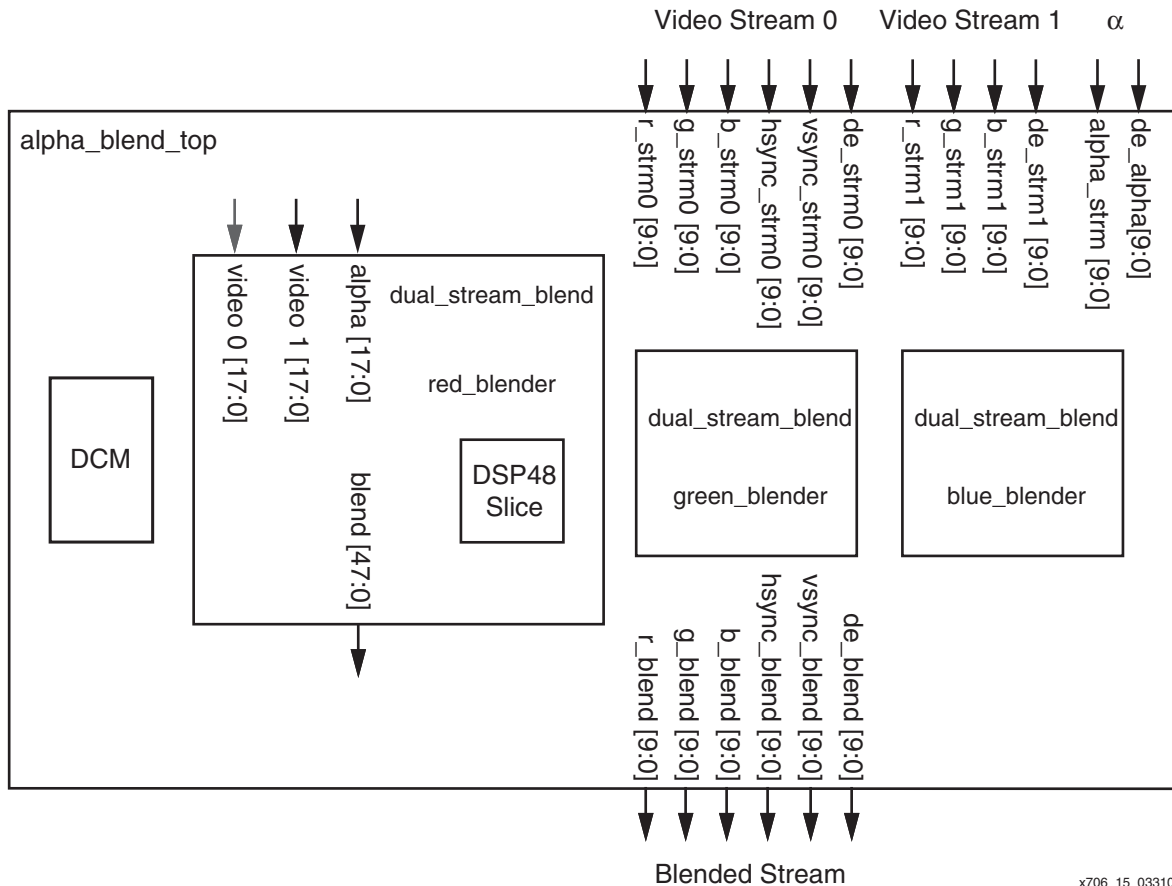 Video Stream 0
Video Stream 1
α
alpha_blend_top
r_strm0 [9:0]
g_strm0 [9:0]
b_strm0 [9:0]
hsync_strm0 [9:0]
vsync_strm0 [9:0]
de_strm0 [9:0]
r_strm1 [9:0]
g_strm1 [9:0]
b_strm1 [9:0]
de_strm1 [9:0]
alpha_strm [9:0]
de_alpha[9:0]
video 0 [17:0]
video 1 [17:0]
alpha [17:0]
dual_stream_blend
red_blender
DCM
DSP48
Slice
blend [47:0]
dual_stream_blend
green_blender
dual_stream_blend
blue_blender
r_blend [9:0]
g_blend [9:0]
b_blend [9:0]
hsync_blend [9:0]
vsync_blend [9:0]
de_blend [9:0]
Blended Stream
x706_15_03310